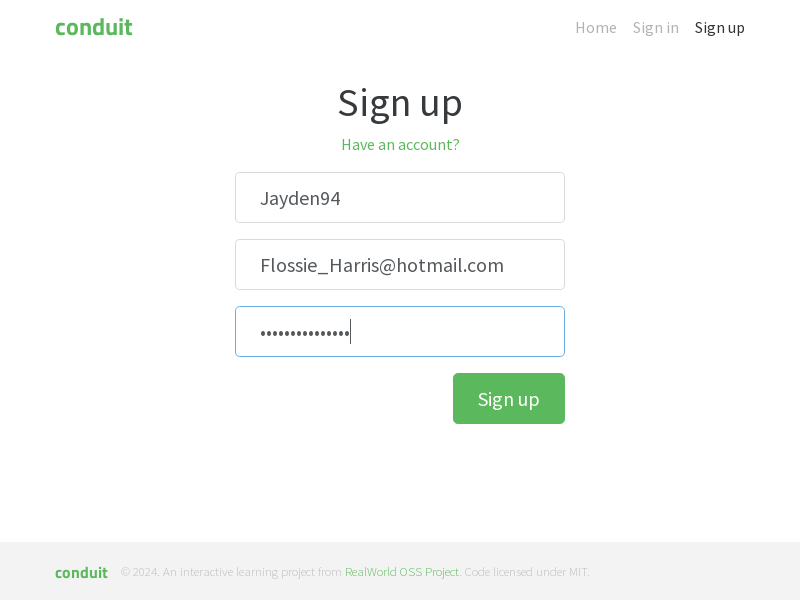 conduit
Home Sign in Sign up
Sign up
Have an account?
Jayden94
Flossie_Harris@hotmail.com
•••••••••••••••
Sign up
conduit © 2024. An interactive learning project from RealWorld OSS Project. Code licensed under MIT.